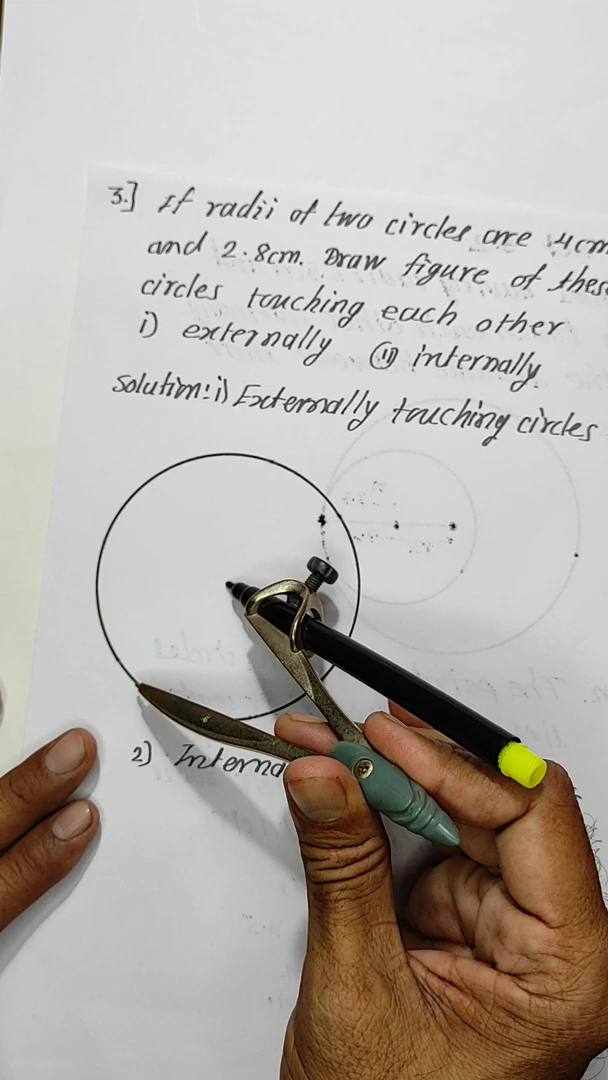 3.] If radii of two circles are 4cm
and 2.8cm. Draw figure of these
circles touching each other
i) externally (ii) internally.
Solution: i) Externally touching circles
2) Interna